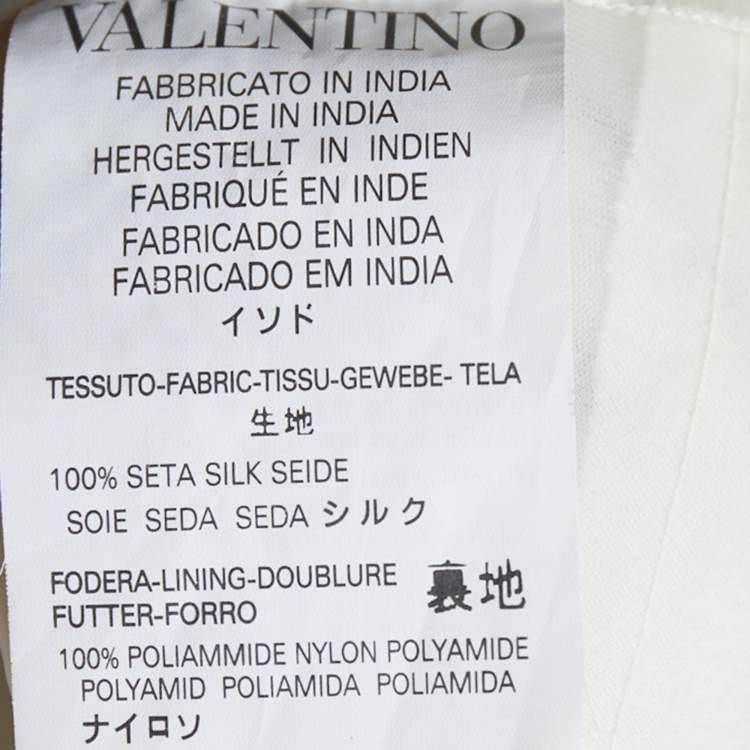 VALENTINO
FABBRICATO IN INDIA
MADE IN INDIA
HERGESTELLT IN INDIEN
FABRIQUÉ EN INDE
FABRICADO EN INDA
FABRICADO EM INDIA
イソド
TESSUTO-FABRIC-TISSU-GEWEBE- TELA
生地
100% SETA SILK SEIDE
SOIE SEDA SEDA シルク
FODERA-LINING-DOUBLURE 裏地
FUTTER-FORRO
100% POLIAMMIDE NYLON POLYAMIDE
POLYAMID POLIAMIDA POLIAMIDA
ナイロソ